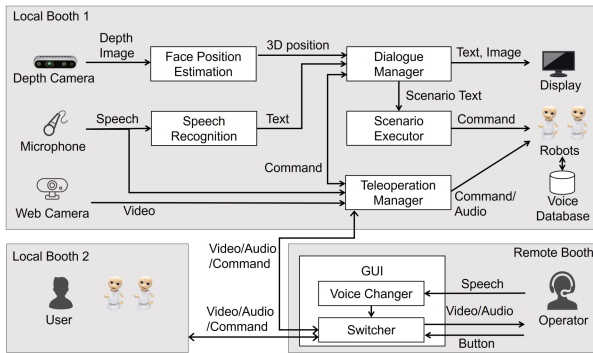 Local Booth 1
Depth
Image
Depth Camera
Face Position
Estimation
3D position
Dialogue
Manager
Text, Image
Display
Scenario Text
Speech
Microphone
Speech
Recognition
Text
Scenario
Executor
Command
Robots
Command
Web Camera
Video
Teleoperation
Manager
Command/
Audio
Voice
Database
Local Booth 2
User
Video/Audio
/Command
Video/Audio
/Command
Remote Booth
GUI
Voice Changer
Speech
Switcher
Video/Audio
Button
Operator